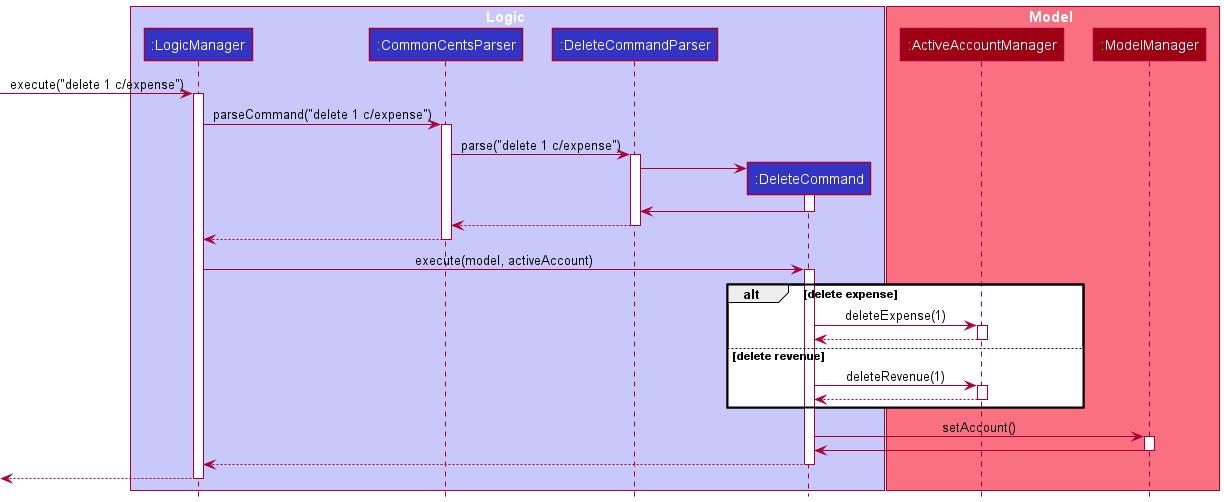 Logic
Model
:LogicManager
:CommonCentsParser
:DeleteCommandParser
:ActiveAccountManager
:ModelManager
execute("delete 1 c/expense")
parseCommand("delete 1 c/expense")
parse("delete 1 c/expense")
:DeleteCommand
execute(model, activeAccount)
alt
[delete expense]
deleteExpense(1)
[delete revenue]
deleteRevenue(1)
setAccount()